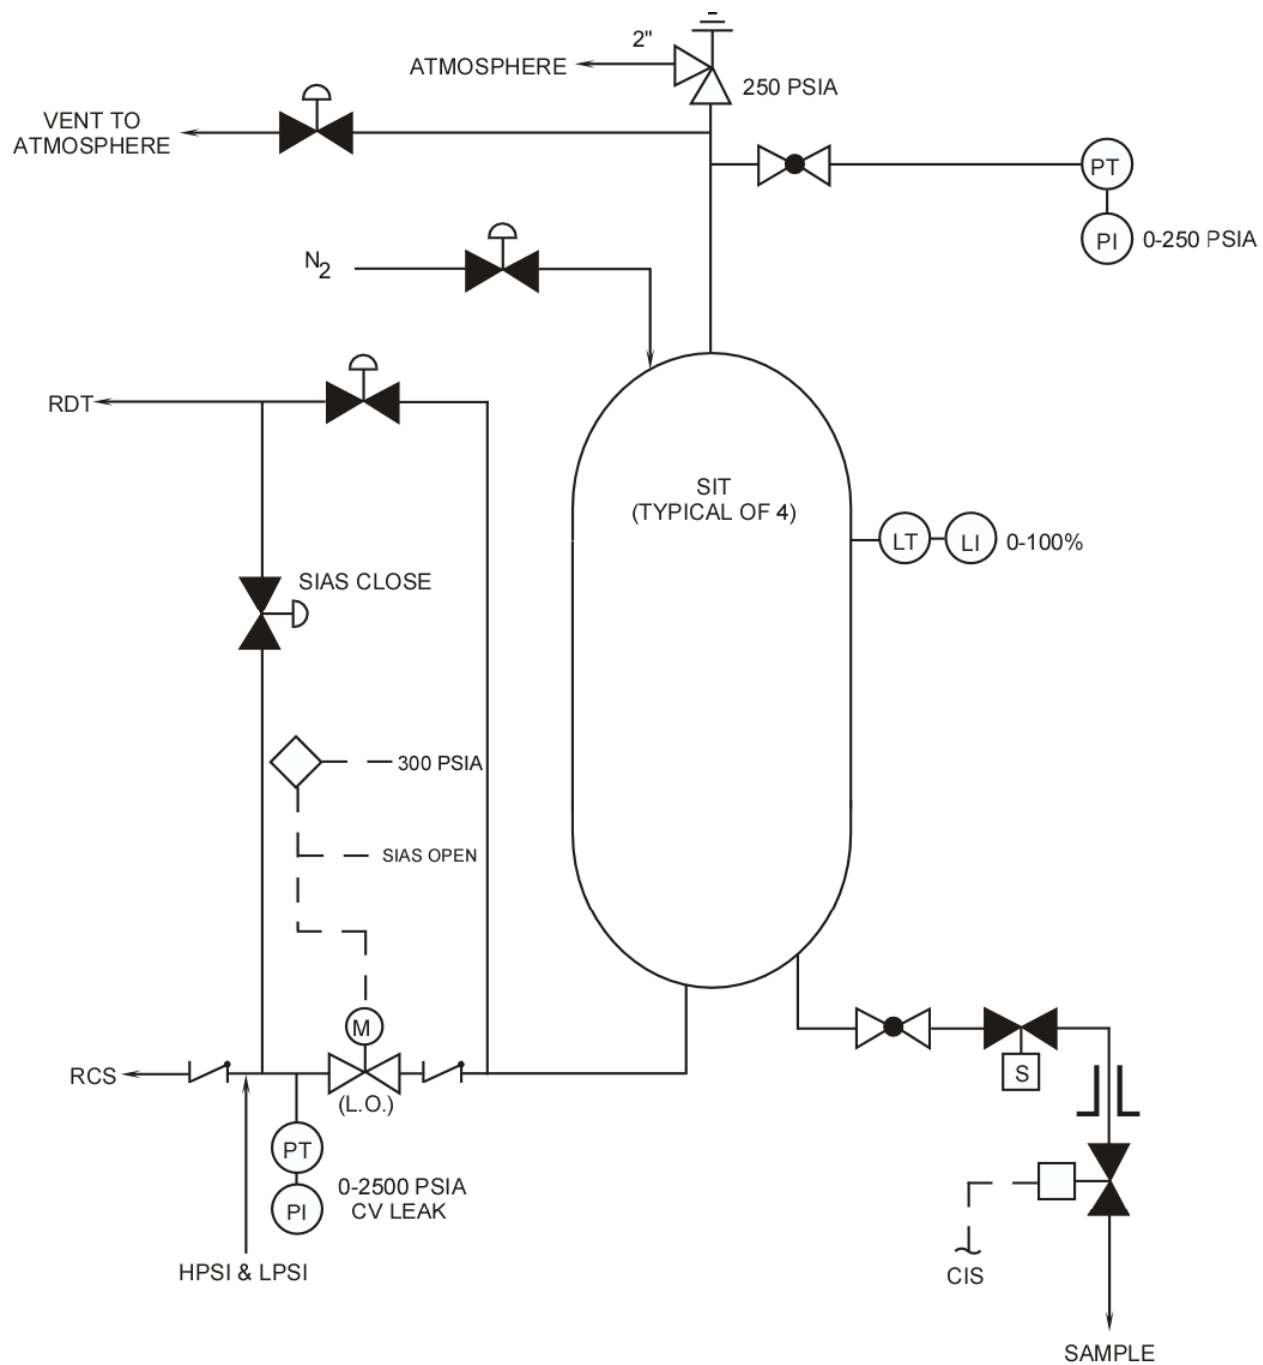 2"
ATMOSPHERE
250 PSIA
VENT TO
ATMOSPHERE
PT
PI
0-250 PSIA
N2
RDT
SIT
(TYPICAL OF 4)
LT
LI
0-100%
SIAS CLOSE
300 PSIA
SIAS OPEN
M
RCS
(L.O.)
S
PT
0-2500 PSIA
CV LEAK
PI
HPSI & LPSI
CIS
SAMPLE